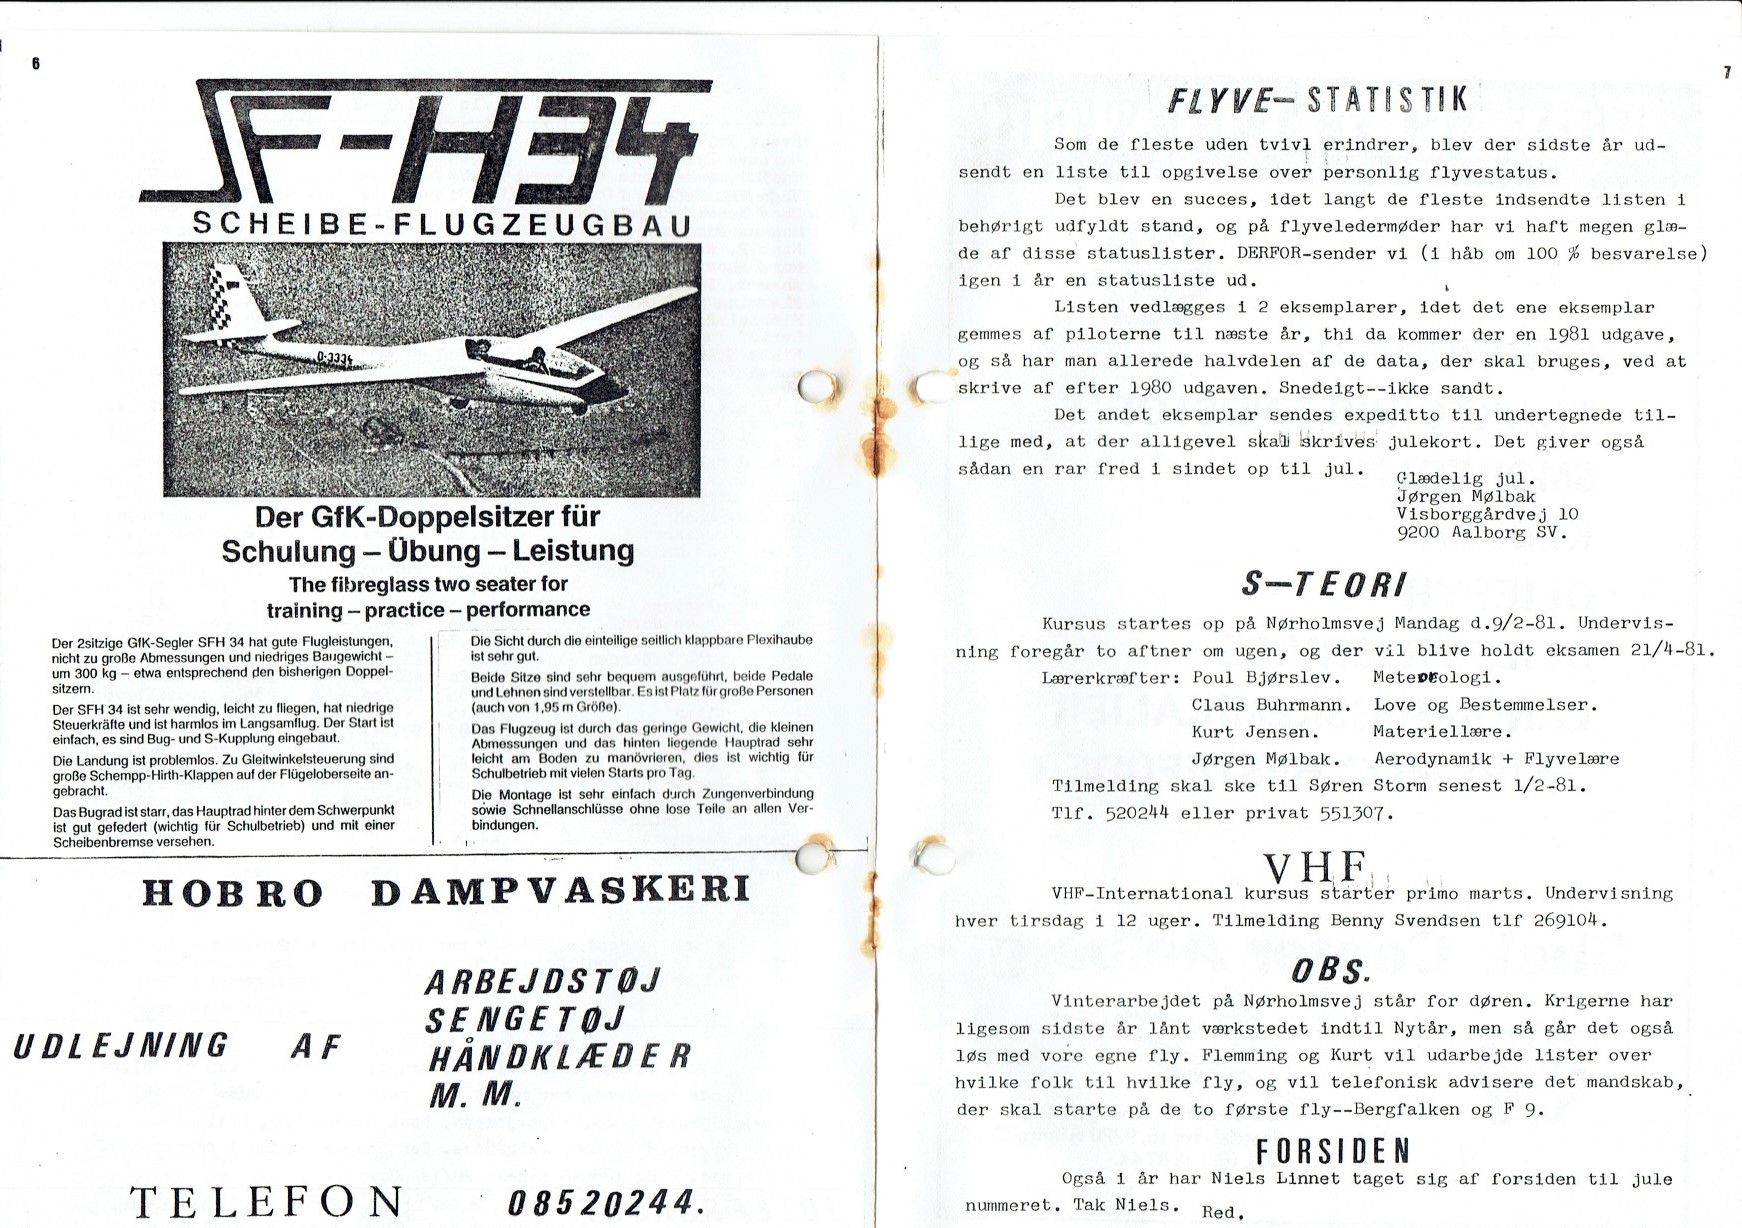 6
SF-H34
SCHEIBE-FLUGZEUGBAU
D-3334
Der GfK-Doppelsitzer für
Schulung – Übung – Leistung
The fibreglass two seater for
training – practice – performance
Der 2sitzige GfK-Segler SFH 34 hat gute Flugleistungen,
nicht zu große Abmessungen und niedriges Baugewicht –
um 300 kg – etwa entsprechend den bisherigen Doppel-
sitzern.
Der SFH 34 ist sehr wendig, leicht zu fliegen, hat niedrige
Steuerkräfte und ist harmlos im Langsamflug. Der Start ist
einfach, es sind Bug- und S-Kupplung eingebaut.
Die Landung ist problemlos. Zu Gleitwinkelsteuerung sind
große Schempp-Hirth-Klappen auf der Flügeloberseite an-
gebracht.
Das Bugrad ist starr, das Hauptrad hinter dem Schwerpunkt
ist gut gefedert (wichtig für Schulbetrieb) und mit einer
Scheibenbremse versehen.
Die Sicht durch die einteilige seitlich klappbare Plexihaube
ist sehr gut.
Beide Sitze sind sehr bequem ausgeführt, beide Pedale
und Lehnen sind verstellbar. Es ist Platz für große Personen
(auch von 1,95 m Größe).
Das Flugzeug ist durch das geringe Gewicht, die kleinen
Abmessungen und das hinten liegende Hauptrad sehr
leicht am Boden zu manövrieren, dies ist wichtig für
Schulbetrieb mit vielen Starts pro Tag.
Die Montage ist sehr einfach durch Zungenverbindung
sowie Schnellanschlüsse ohne lose Teile an allen Ver-
bindungen.
HOBRO DAMPVASKERI
UDLEJNING AF
ARBEJDSTØJ
SENGETØJ
HÅNDKLÆDER
M. M.
TELEFON 08520244.
7
FLYVE-STATISTIK
Som de fleste uden tvivl erindrer, blev der sidste år ud-
sendt en liste til opgivelse over personlig flyvestatus.
Det blev en succes, idet langt de fleste indsendte listen i
behørigt udfyldt stand, og på flyveledermøder har vi haft megen glæ-
de af disse statuslister. DERFOR-sender vi (i håb om 100 % besvarelse)
igen i år en statusliste ud.
Listen vedlægges i 2 eksemplarer, idet det ene eksemplar
gemmes af piloterne til næste år, thi da kommer der en 1981 udgave,
og så har man allerede halvdelen af de data, der skal bruges, ved at
skrive af efter 1980 udgaven. Snedeigt--ikke sandt.
Det andet eksemplar sendes expeditto til undertegnede til-
lige med, at der alligevel skal skrives julekort. Det giver også
sådan en rar fred i sindet op til jul.
Glædelig jul.
Jørgen Mølbak
Visborggårdvej 10
9200 Aalborg SV.
S-TEORI
Kursus startes op på Nørholmsvej Mandag d.9/2-81. Undervis-
ning foregår to aftner om ugen, og der vil blive holdt eksamen 21/4-81.
Lærerkræfter: Poul Bjørslev. Meteorologi.
Claus Buhrmann. Love og Bestemmelser.
Kurt Jensen. Materiellære.
Jørgen Mølbak. Aerodynamik + Flyvelære
Tilmelding skal ske til Søren Storm senest 1/2-81.
Tlf. 520244 eller privat 551307.
VHF
VHF-International kursus starter primo marts. Undervisning
hver tirsdag i 12 uger. Tilmelding Benny Svendsen tlf 269104.
OBS.
Vinterarbejdet på Nørholmsvej står for døren. Krigerne har
ligesom sidste år lånt værkstedet indtil Nytår, men så går det også
løs med vore egne fly. Flemming og Kurt vil udarbejde lister over
hvilke folk til hvilke fly, og vil telefonisk advisere det mandskab,
der skal starte på de to første fly--Bergfalken og F 9.
FORSIDEN
Også i år har Niels Linnet taget sig af forsiden til jule
nummeret. Tak Niels. Red.